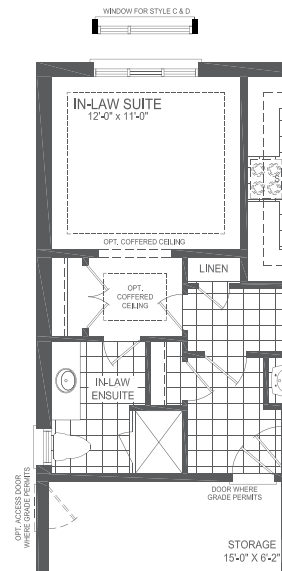 WINDOW FOR STYLE C & D
IN-LAW SUITE
12'-0" x 11'-0"
OPT. COFFERED CEILING
LINEN
OPT.
COFFERED
CEILING
IN-LAW
ENSUITE
OPT. ACCESS DOOR
WHERE GRADE PERMITS
DOOR WHERE
GRADE PERMITS
STORAGE
15'-0" X 6'-2"